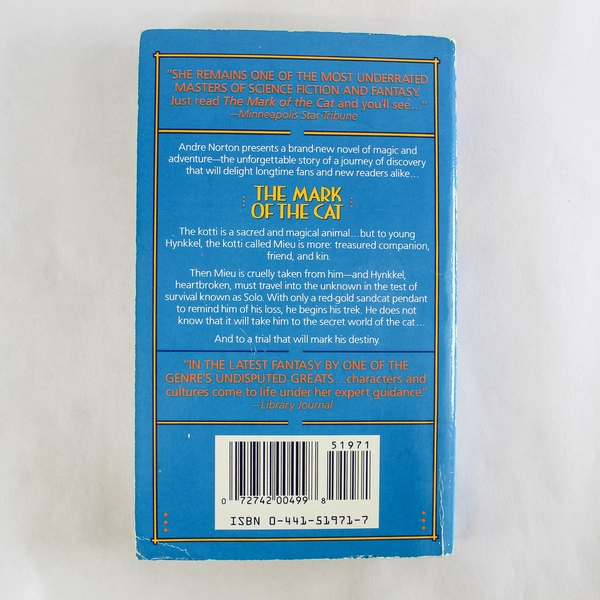 "SHE REMAINS ONE OF THE MOST UNDERRATED
MASTERS OF SCIENCE FICTION AND FANTASY.
Just read The Mark of the Cat and you'll see..."
—Minneapolis Star-Tribune
Andre Norton presents a brand-new novel of magic and
adventure—the unforgettable story of a journey of discovery
that will delight longtime fans and new readers alike...
THE MARK
OF THE CAT
The kotti is a sacred and magical animal...but to young
Hynkkel, the kotti called Mieu is more: treasured companion,
friend, and kin.
Then Mieu is cruelly taken from him—and Hynkkel,
heartbroken, must travel into the unknown in the test of
survival known as Solo. With only a red-gold sandcat pendant
to remind him of his loss, he begins his trek. He does not
know that it will take him to the secret world of the cat...
And to a trial that will mark his destiny.
"IN THE LATEST FANTASY BY ONE OF THE
GENRE'S UNDISPUTED GREATS...characters and
cultures come to life under her expert guidance."
—Library Journal
51971
0 72742 00499 8
ISBN 0-441-51971-7